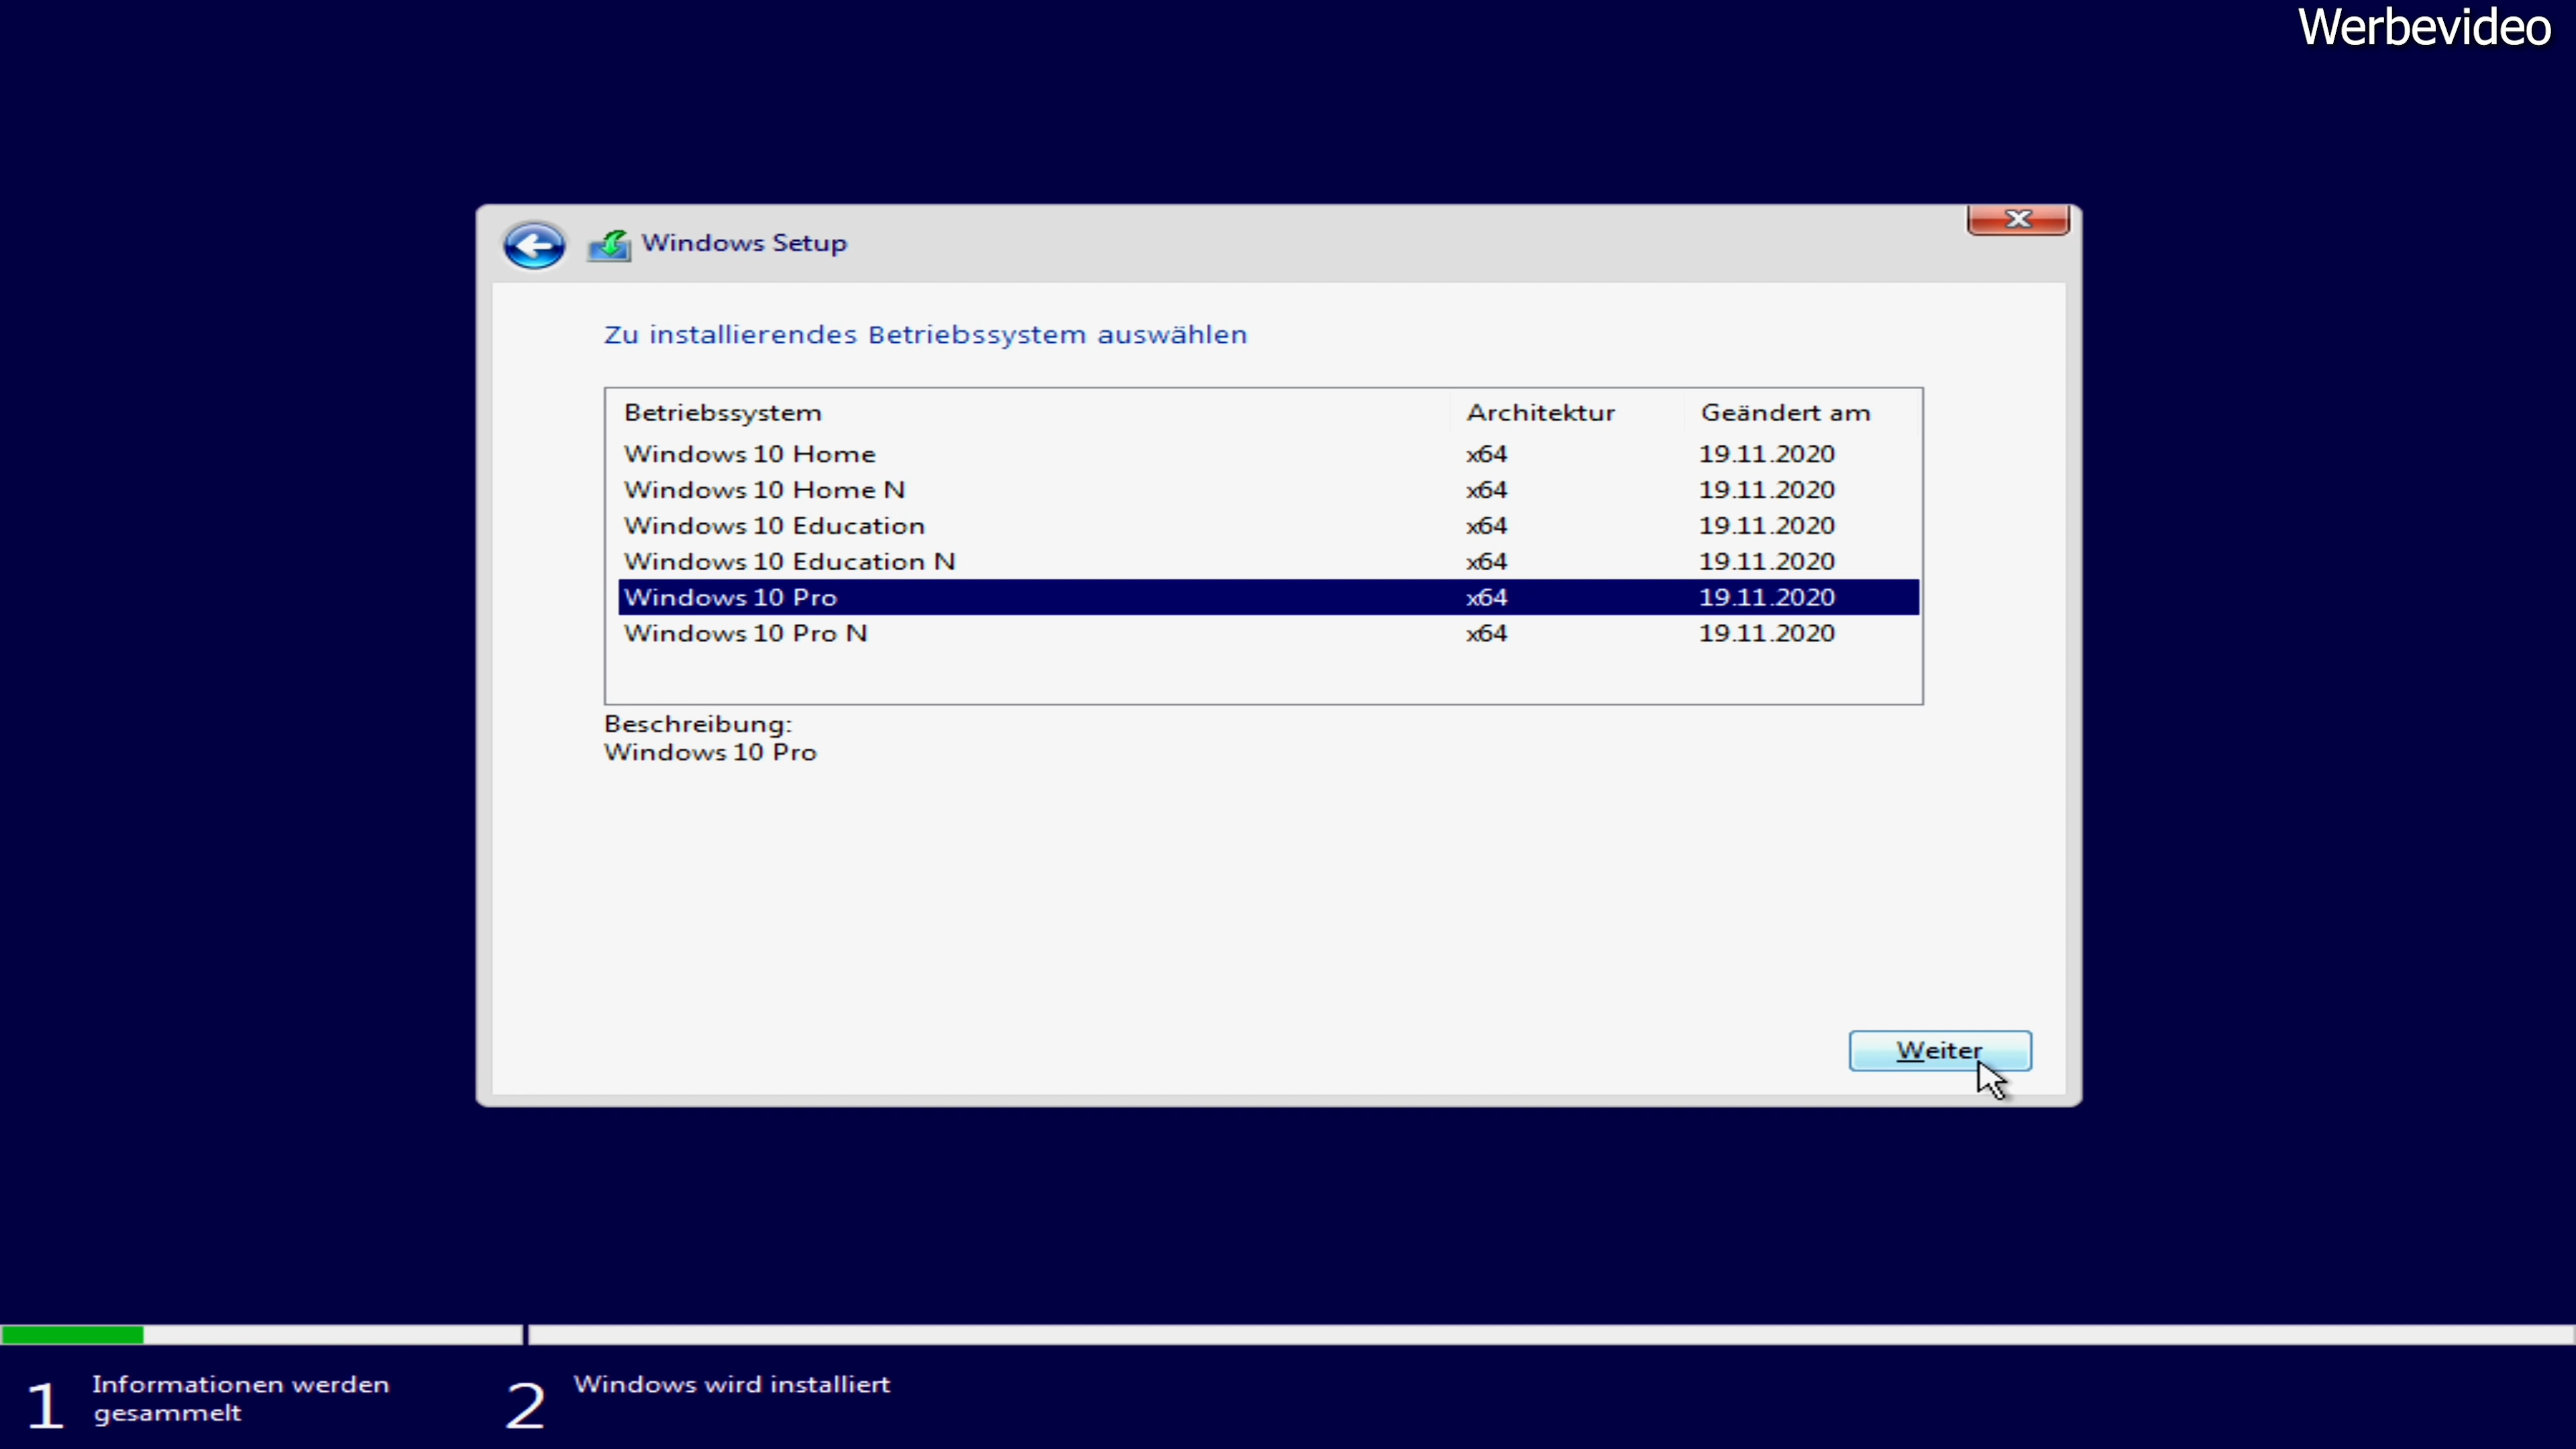 Werbevideo
Windows Setup
Zu installierendes Betriebssystem auswählen
Betriebssystem Architektur Geändert am
Windows 10 Home x64 19.11.2020
Windows 10 Home N x64 19.11.2020
Windows 10 Education x64 19.11.2020
Windows 10 Education N x64 19.11.2020
Windows 10 Pro x64 19.11.2020
Windows 10 Pro N x64 19.11.2020
Beschreibung:
Windows 10 Pro
Weiter
1 Informationen werden
gesammelt
2 Windows wird installiert